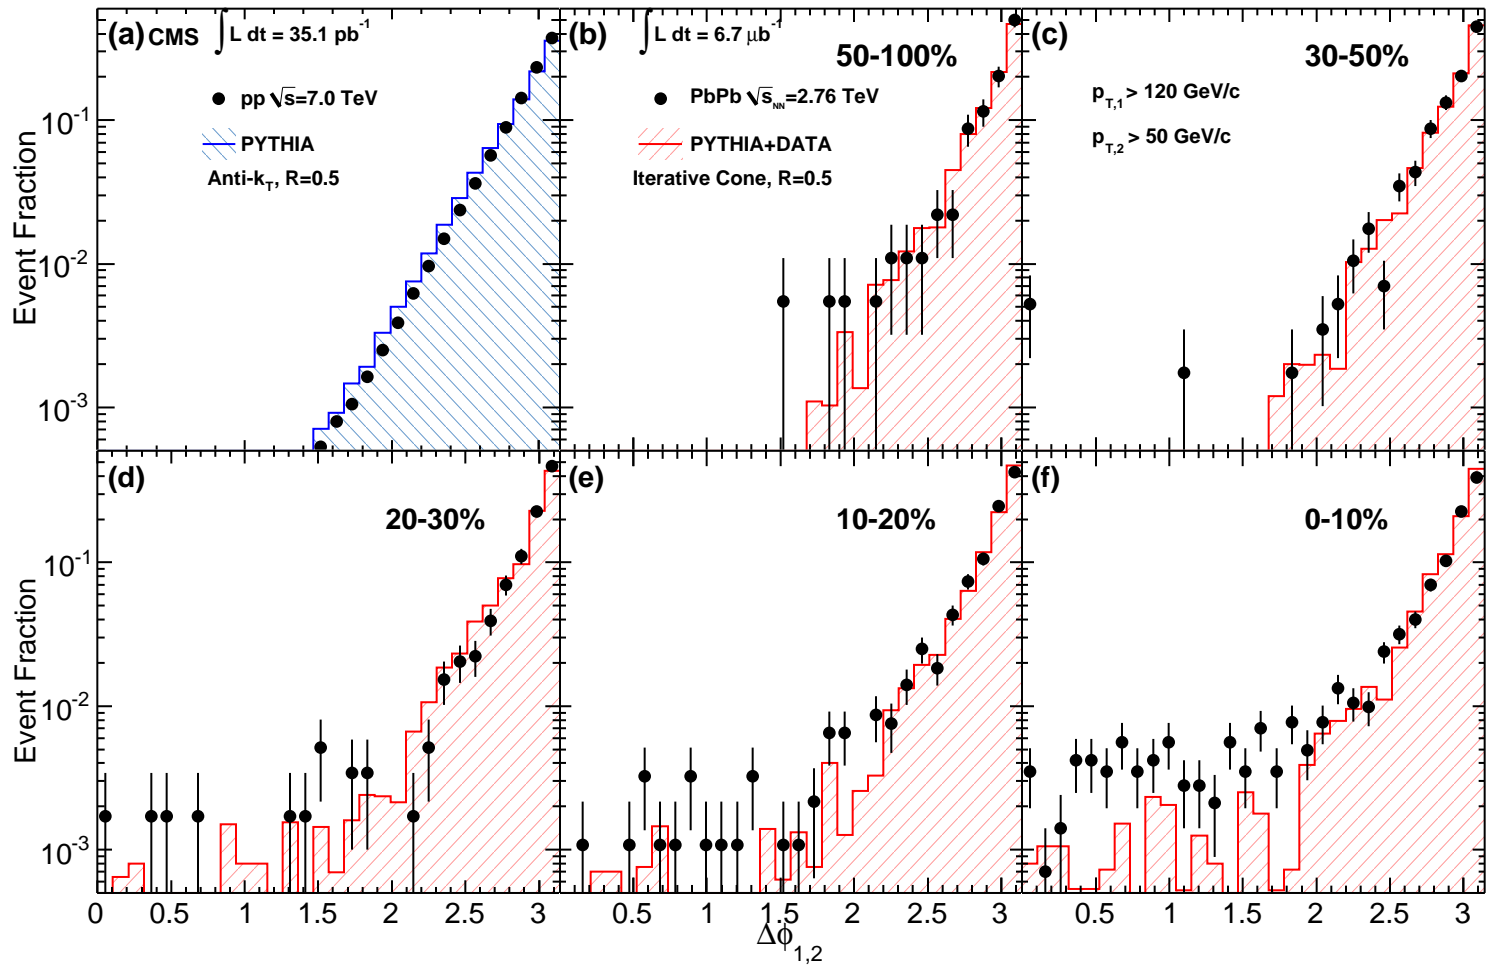 (a) CMS ∫ L dt = 35.1 pb⁻¹
pp √s=7.0 TeV
PYTHIA
Anti-k_T, R=0.5
(b) ∫ L dt = 6.7 μb⁻¹
50-100%
PbPb √s_NN=2.76 TeV
PYTHIA+DATA
Iterative Cone, R=0.5
(c) 30-50%
p_T,1 > 120 GeV/c
p_T,2 > 50 GeV/c
Event Fraction
10⁻¹
10⁻²
10⁻³
(d) 20-30%
(e) 10-20%
(f) 0-10%
Event Fraction
10⁻¹
10⁻²
10⁻³
0 0.5 1 1.5 2 2.5 3 0.5 1 1.5 2 2.5 3 0.5 1 1.5 2 2.5 3
Δϕ_1,2